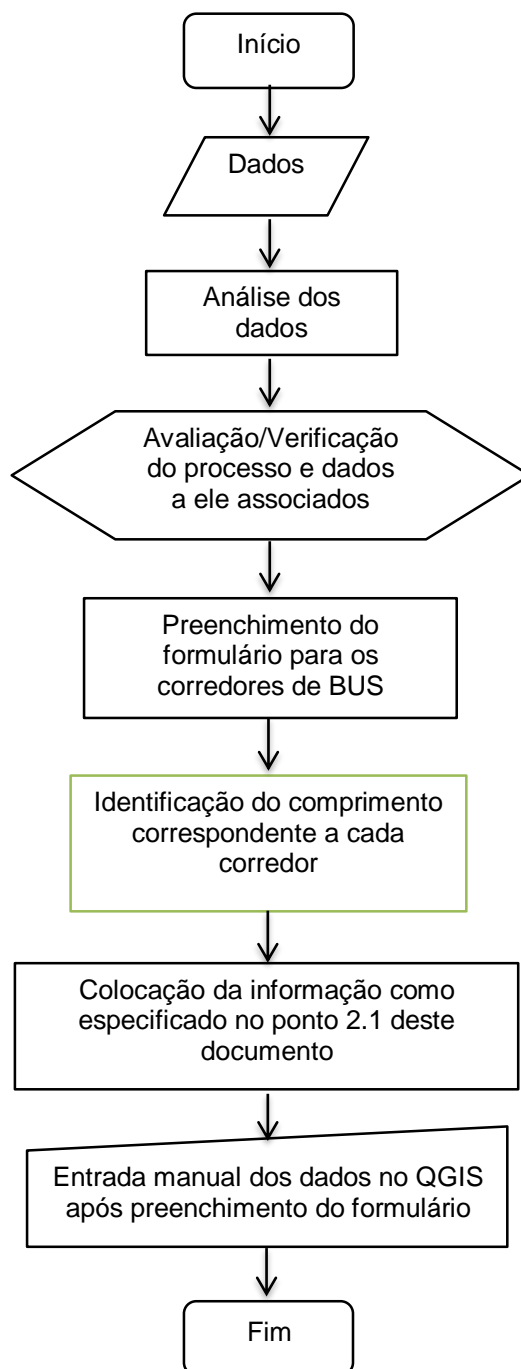 Início
Dados
Análise dos
dados
Avaliação/Verificação
do processo e dados
a ele associados
Preenchimento do
formulário para os
corredores de BUS
Identificação do comprimento
correspondente a cada
corredor
Colocação da informação como
especificado no ponto 2.1 deste
documento
Entrada manual dos dados no QGIS
após preenchimento do formulário
Fim